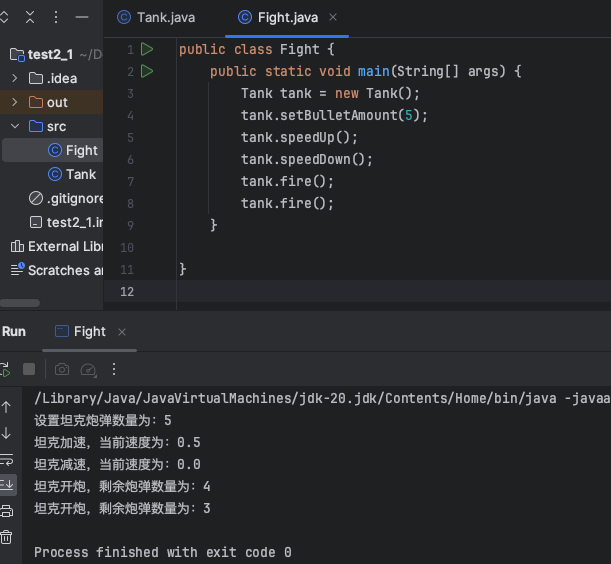 Tank.java
Fight.java
test2_1 ~/D
.idea
out
src
Fight
Tank
.gitignore
test2_1.i
External Libr
Scratches a
1 public class Fight {
2 public static void main(String[] args) {
3 Tank tank = new Tank();
4 tank.setBulletAmount(5);
5 tank.speedUp();
6 tank.speedDown();
7 tank.fire();
8 tank.fire();
9 }
10
11 }
12
Run Fight
/Library/Java/JavaVirtualMachines/jdk-20.jdk/Contents/Home/bin/java -javaa
设置坦克炮弹数量为：5
坦克加速，当前速度为：0.5
坦克减速，当前速度为：0.0
坦克开炮，剩余炮弹数量为：4
坦克开炮，剩余炮弹数量为：3
Process finished with exit code 0